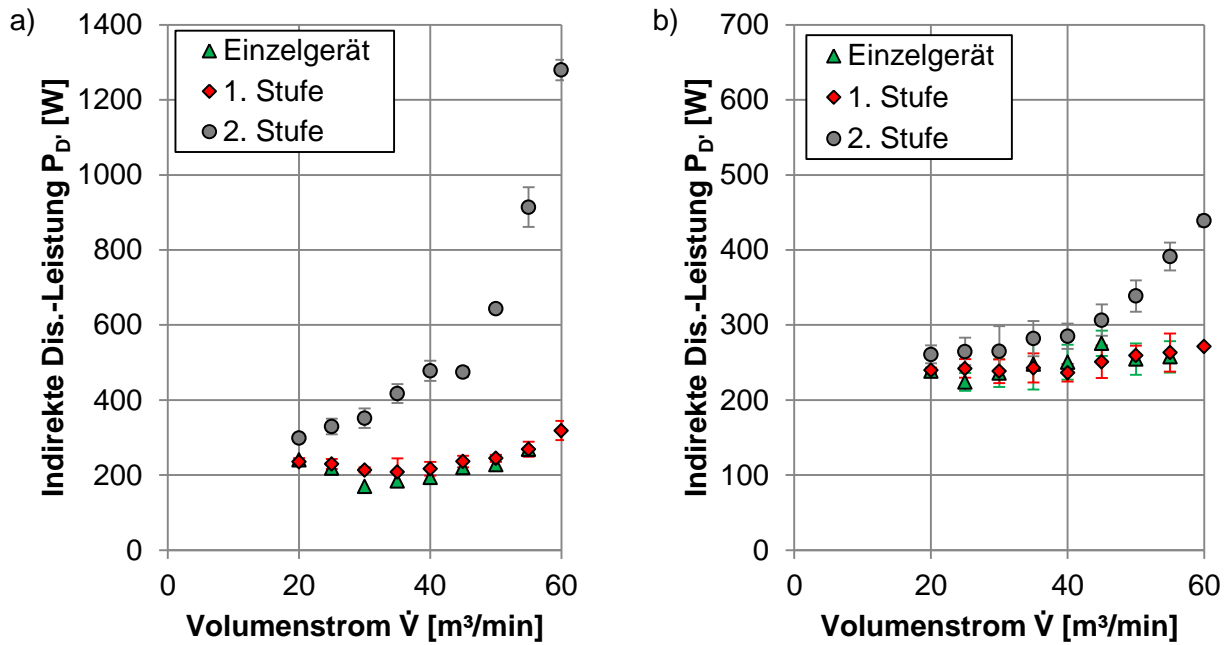 a)
Indirekte Dis.-Leistung P_D' [W]
1400
1200
1000
800
600
400
200
0
Einzelgerät
1. Stufe
2. Stufe
0 20 40 60
Volumenstrom V̇ [m³/min]
b)
Indirekte Dis.-Leistung P_D' [W]
700
600
500
400
300
200
100
0
Einzelgerät
1. Stufe
2. Stufe
0 20 40 60
Volumenstrom V̇ [m³/min]